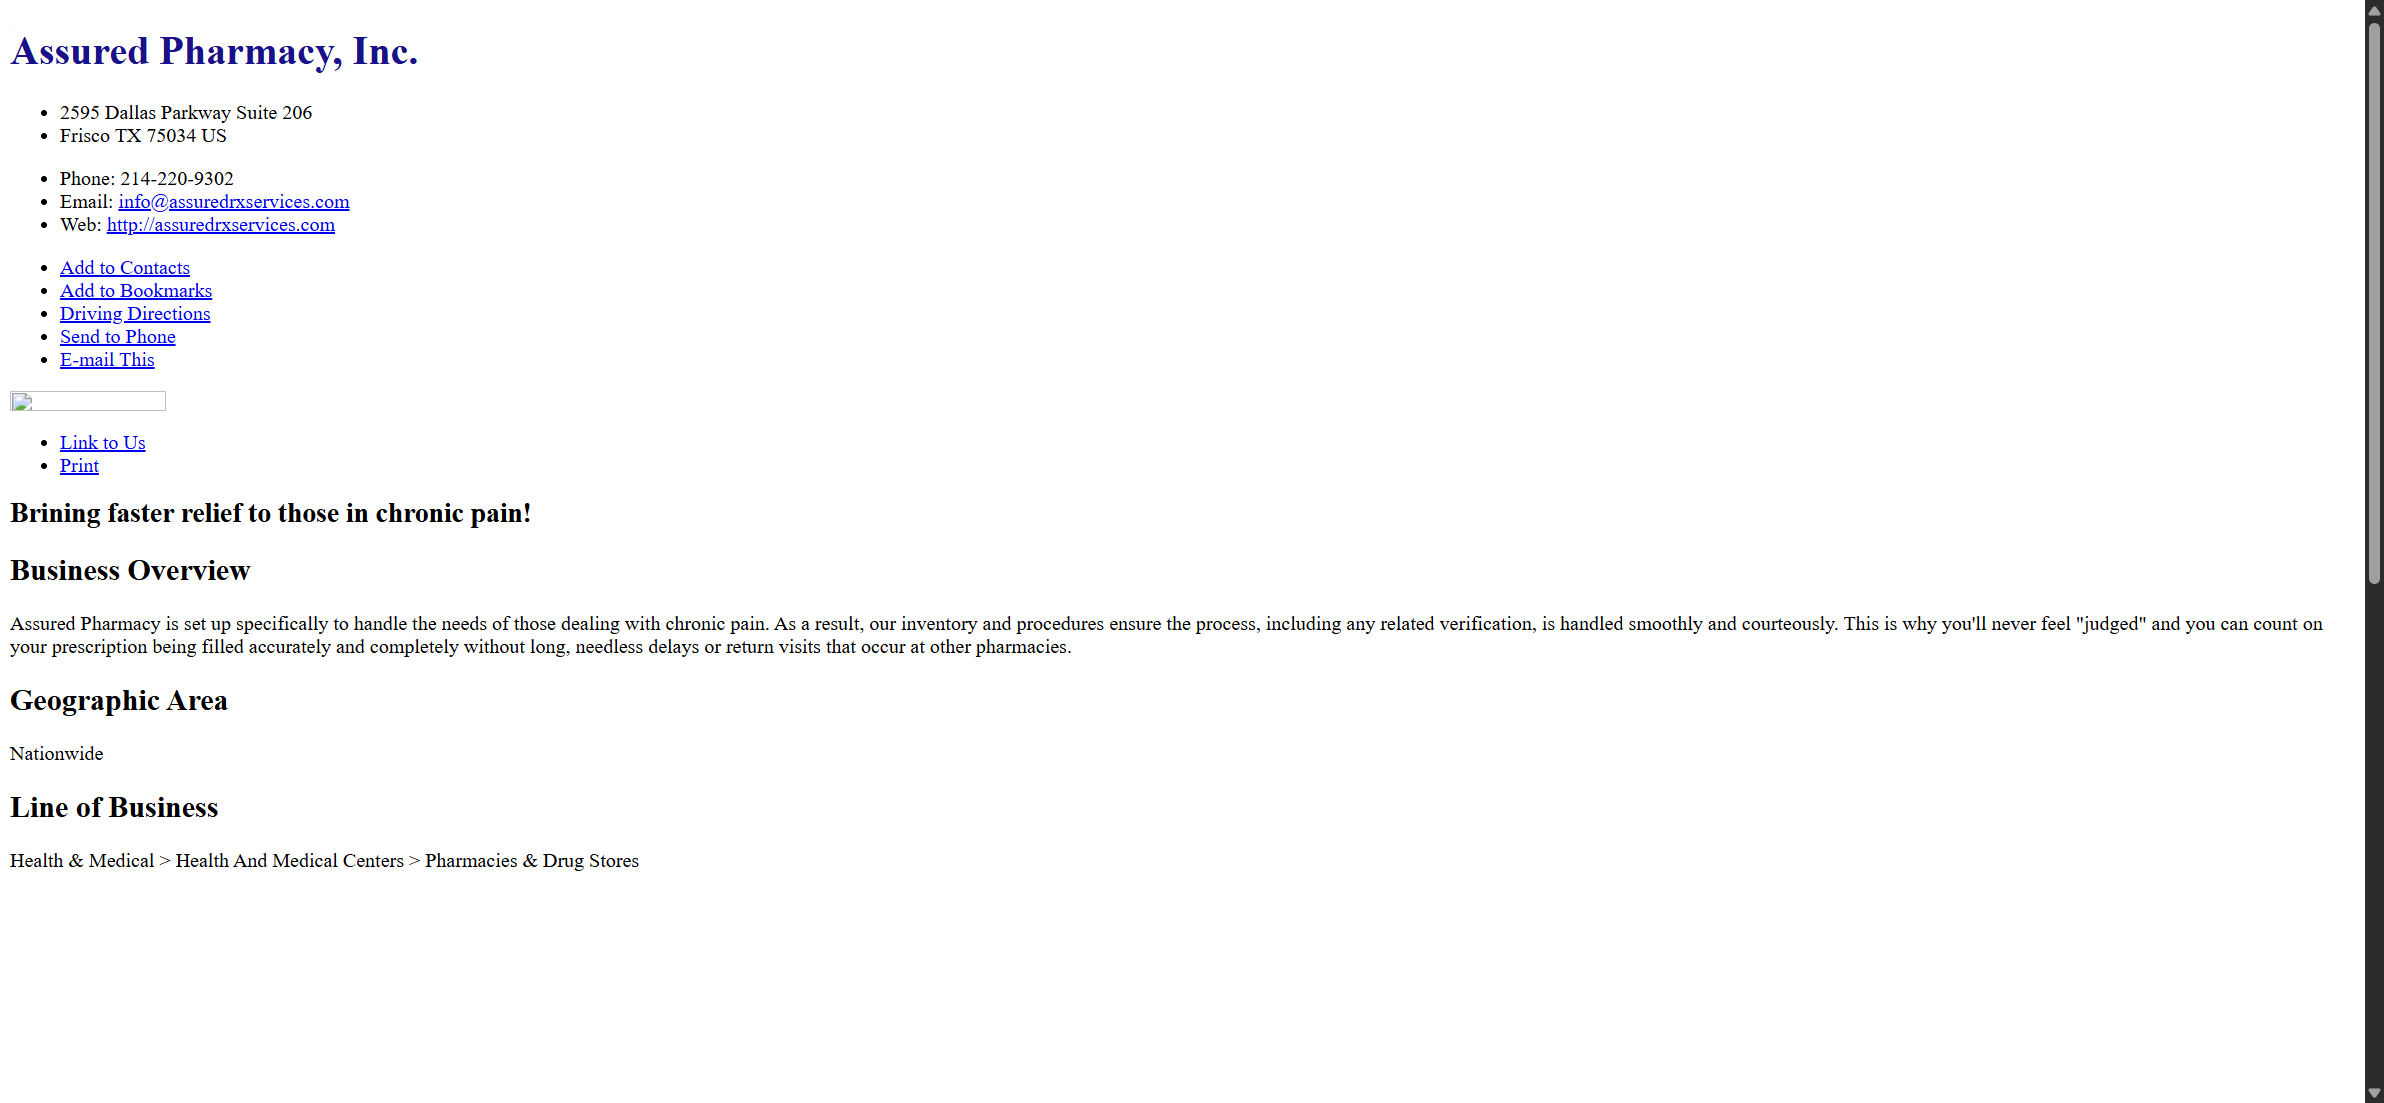 Assured Pharmacy, Inc.
2595 Dallas Parkway Suite 206
Frisco TX 75034 US
Phone: 214-220-9302
Email: info@assuredrxservices.com
Web: http://assuredrxservices.com
Add to Contacts
Add to Bookmarks
Driving Directions
Send to Phone
E-mail This
Link to Us
Print
Brining faster relief to those in chronic pain!
Business Overview
Assured Pharmacy is set up specifically to handle the needs of those dealing with chronic pain. As a result, our inventory and procedures ensure the process, including any related verification, is handled smoothly and courteously. This is why you'll never feel "judged" and you can count on
your prescription being filled accurately and completely without long, needless delays or return visits that occur at other pharmacies.
Geographic Area
Nationwide
Line of Business
Health & Medical > Health And Medical Centers > Pharmacies & Drug Stores